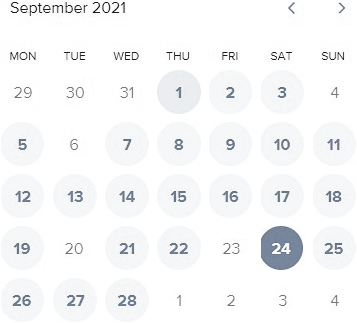 September 2021
MON TUE WED THU FRI SAT SUN
29 30 31 1 2 3 4
5 6 7 8 9 10 11
12 13 14 15 16 17 18
19 20 21 22 23 24 25
26 27 28 1 2 3 4